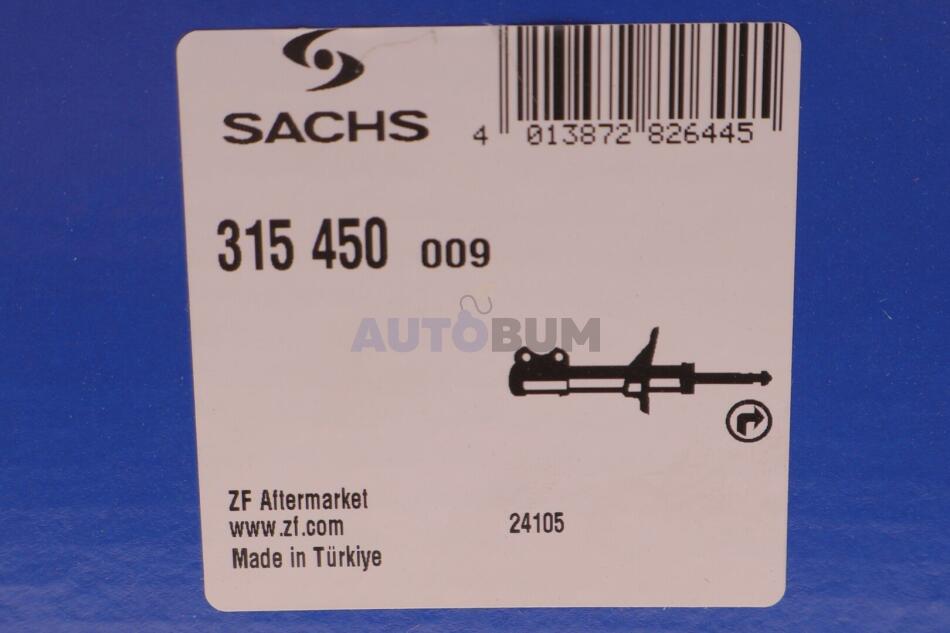 SACHS
4 013872 826445
315 450 009
AUTOBUM
ZF Aftermarket
www.zf.com
24105
Made in Türkiye